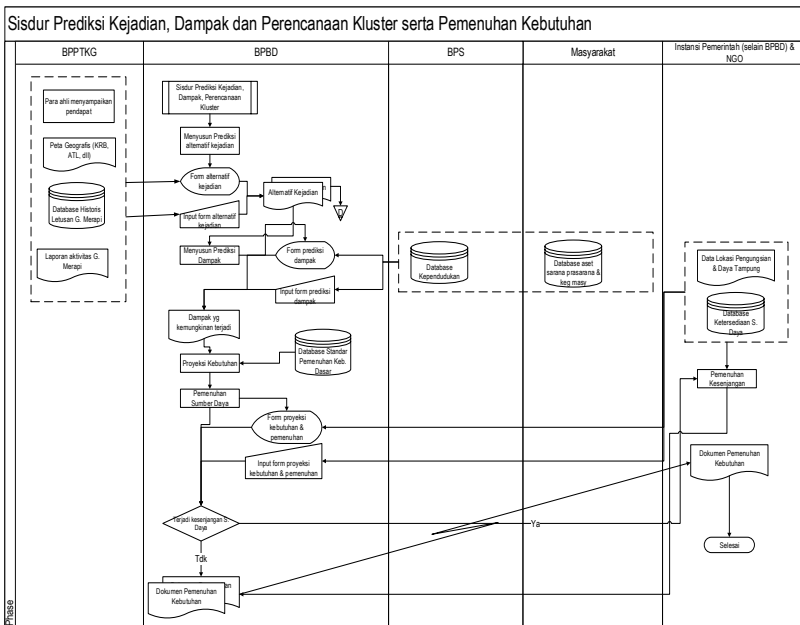 Sisdur Prediksi Kejadian, Dampak dan Perencanaan Kluster serta Pemenuhan Kebutuhan
BPPTKG
BPBD
BPS
Masyarakat
Instansi Pemerintah (selain BPBD) &
NGO
Para ahli menyampaikan
pendapat
Peta Geografis (KRB,
ATL, dll)
Database Historis
Letusan G. Merapi
Laporan aktivitas G.
Merapi
Sisdur Prediksi Kejadian,
Dampak, Perencanaan
Kluster
Menyusun Prediksi
alternatif kejadian
Form alternatif
kejadian
Input form alternatif
kejadian
Alternatif Kejadian
D
Menyusun Prediksi
Dampak
Form prediksi
dampak
Input form prediksi
dampak
Dampak yg
kemungkinan terjadi
Proyeksi Kebutuhan
Database Standar
Pemenuhan Keb.
Dasar
Pemenuhan
Sumber Daya
Form proyeksi
kebutuhan &
pemenuhan
Input form proyeksi
kebutuhan & pemenuhan
Terjadi kesenjangan S.
Daya
Ya
Tdk
Dokumen Pemenuhan
Kebutuhan
Database
Kependudukan
Database aset
sarana prasarana &
keg masy
Data Lokasi Pengungsian
& Daya Tampung
Database
Ketersediaan S.
Daya
Pemenuhan
Kesenjangan
Dokumen Pemenuhan
Kebutuhan
Selesai
Phase